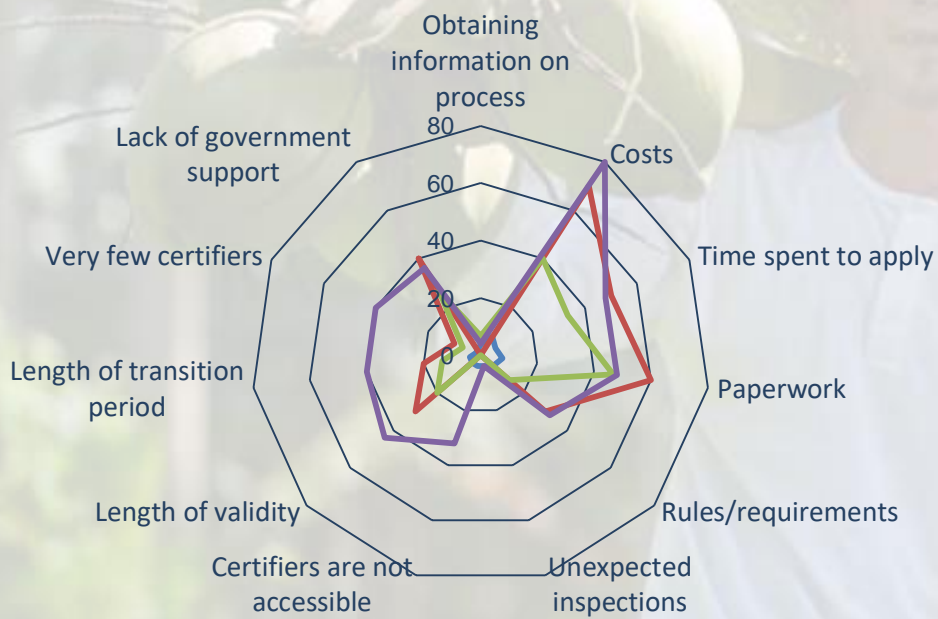 Obtaining
information on
process
Costs
Time spent to apply
Paperwork
Rules/requirements
Unexpected
inspections
Certifiers are not
accessible
Length of validity
Length of transition
period
Very few certifiers
Lack of government
support
80
60
40
20
0